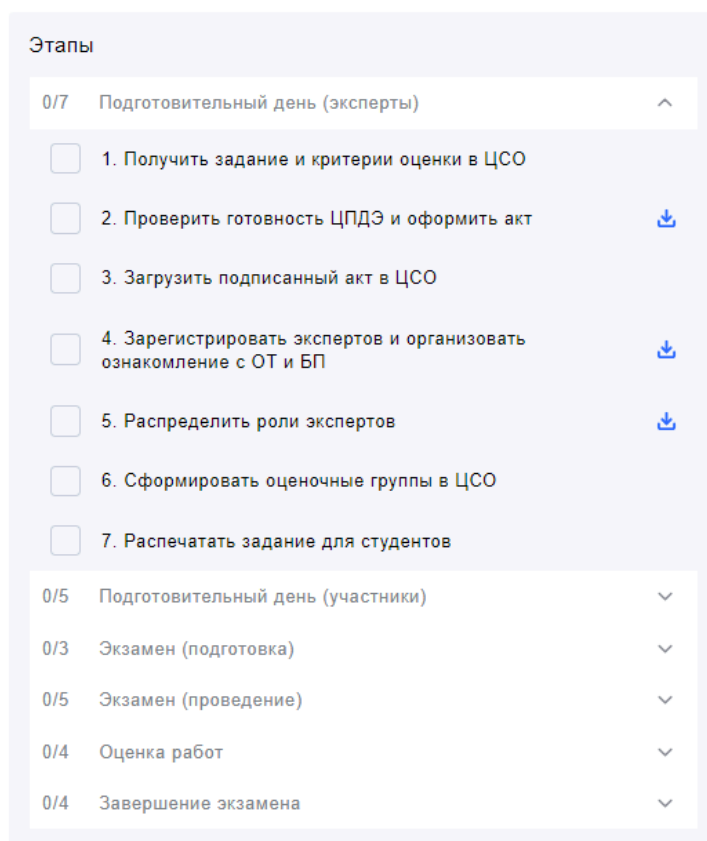 Этапы
0/7 Подготовительный день (эксперты)
1. Получить задание и критерии оценки в ЦСО
2. Проверить готовность ЦПДЭ и оформить акт
3. Загрузить подписанный акт в ЦСО
4. Зарегистрировать экспертов и организовать
ознакомление с ОТ и БП
5. Распределить роли экспертов
6. Сформировать оценочные группы в ЦСО
7. Распечатать задание для студентов
0/5 Подготовительный день (участники)
0/3 Экзамен (подготовка)
0/5 Экзамен (проведение)
0/4 Оценка работ
0/4 Завершение экзамена